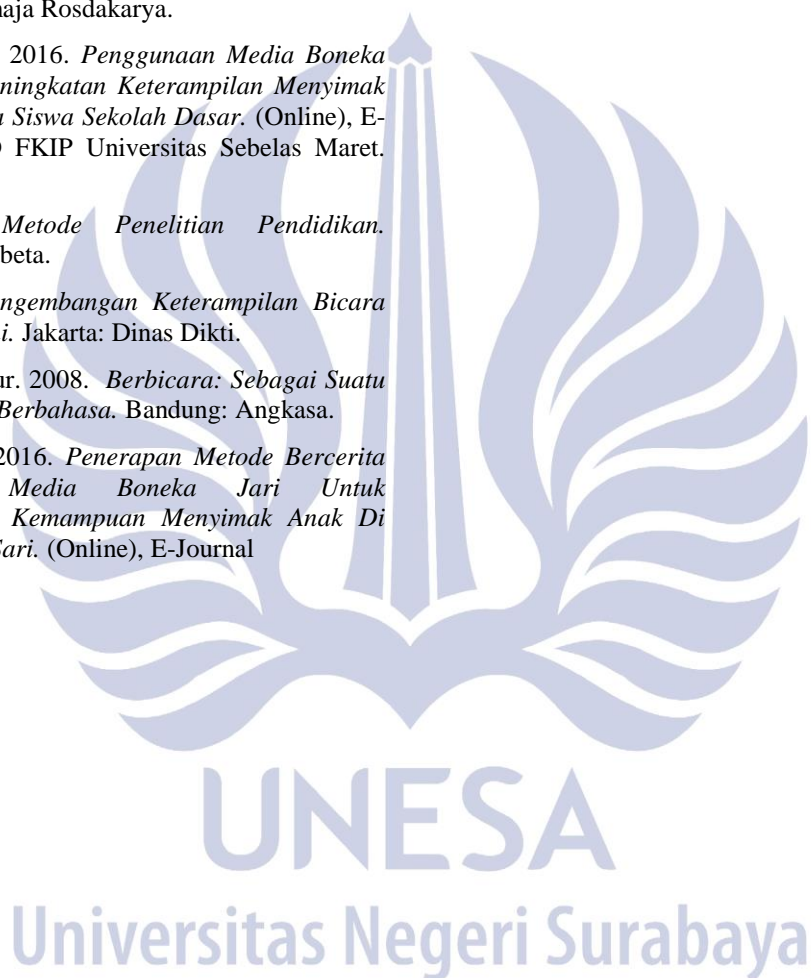 aja Rosdakarya.
2016. Penggunaan Media Boneka
ningkatan Keterampilan Menyimak
Siswa Sekolah Dasar. (Online), E-
FKIP Universitas Sebelas Maret.
Metode Penelitian Pendidikan.
beta.
ngembangan Keterampilan Bicara
i. Jakarta: Dinas Dikti.
ur. 2008. Berbicara: Sebagai Suatu
Berbahasa. Bandung: Angkasa.
2016. Penerapan Metode Bercerita
Media Boneka Jari Untuk
Kemampuan Menyimak Anak Di
ari. (Online), E-Journal
UNESA
Universitas Negeri Surabaya